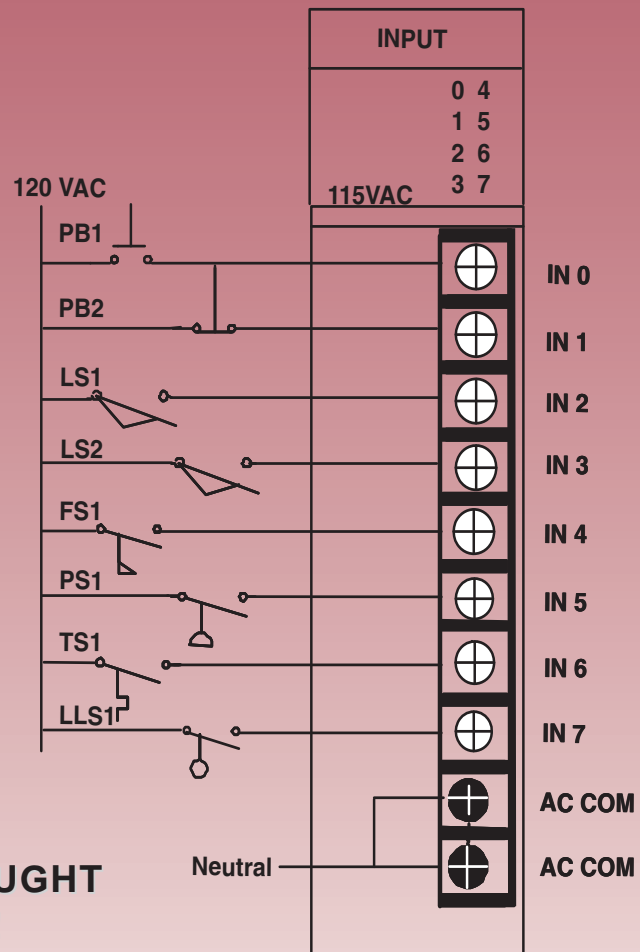 INPUT
0 4
1 5
2 6
3 7
115VAC
120 VAC
PB1
IN 0
PB2
IN 1
LS1
IN 2
LS2
IN 3
FS1
IN 4
PS1
IN 5
TS1
IN 6
LLS1
IN 7
AC COM
Neutral
AC COM
UGHT